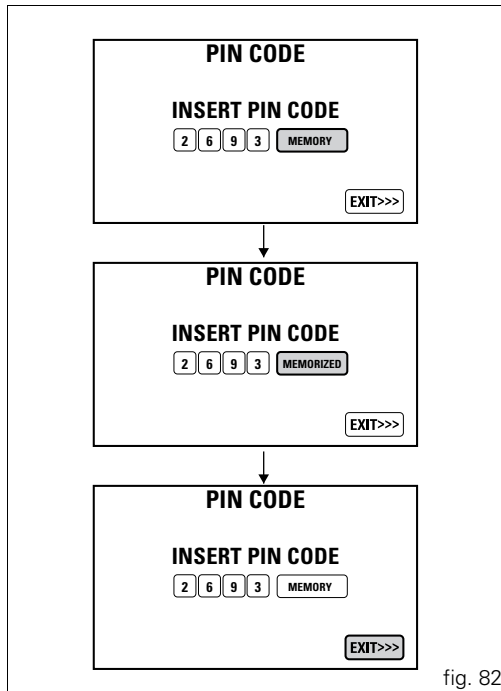 PIN CODE
INSERT PIN CODE
2 6 9 3 MEMORY
EXIT>>>
PIN CODE
INSERT PIN CODE
2 6 9 3 MEMORIZED
EXIT>>>
PIN CODE
INSERT PIN CODE
2 6 9 3 MEMORY
EXIT>>>
fig. 82